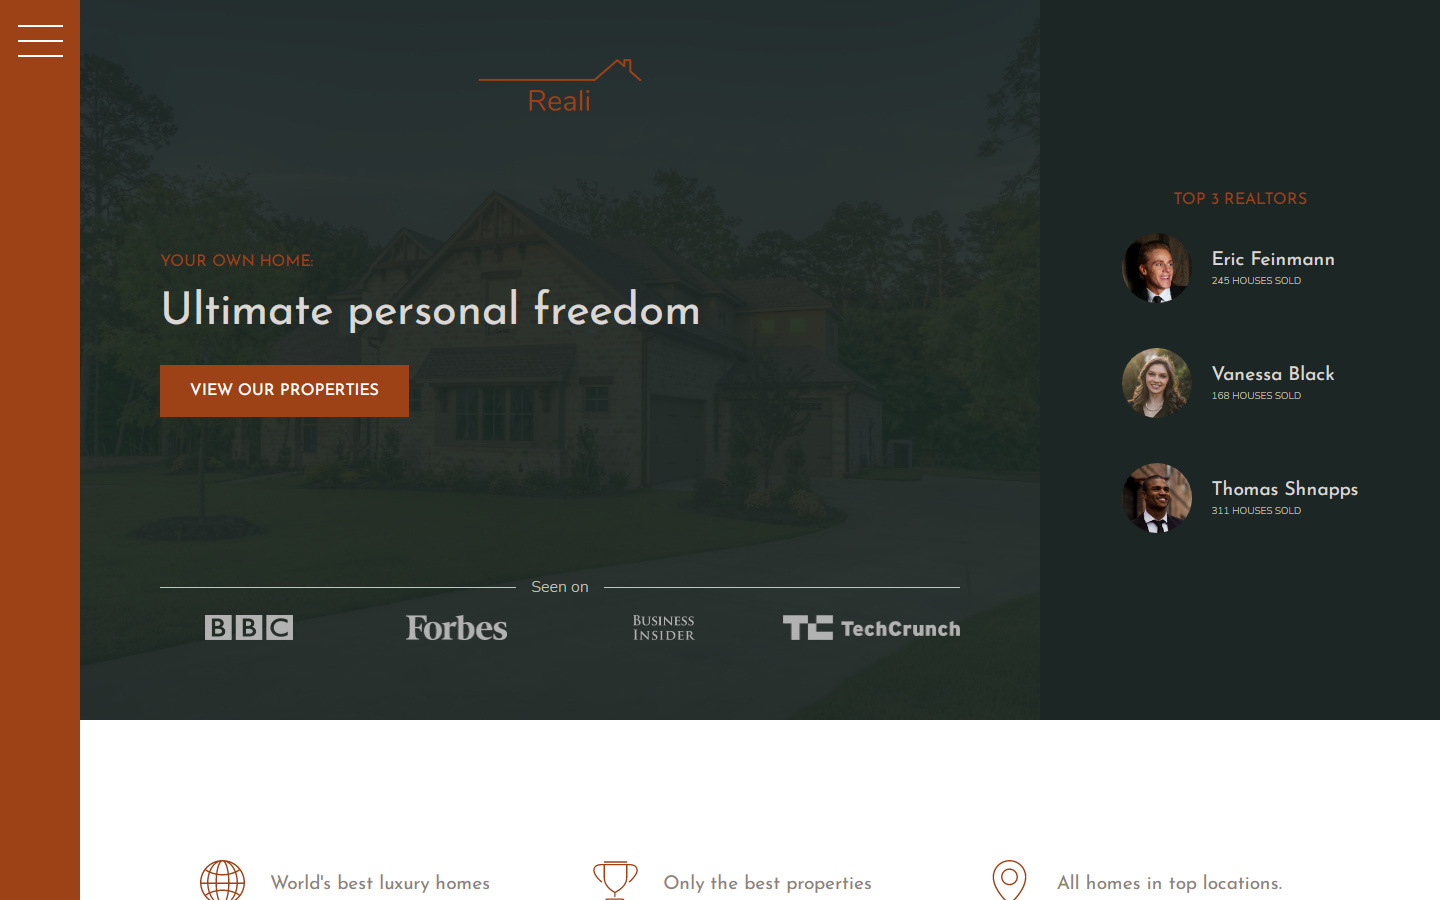 Reali
YOUR OWN HOME:
Ultimate personal freedom
VIEW OUR PROPERTIES
Seen on
BBC
Forbes
BUSINESS
INSIDER
TC TechCrunch
TOP 3 REALTORS
Eric Feinmann
245 HOUSES SOLD
Vanessa Black
168 HOUSES SOLD
Thomas Shnapps
311 HOUSES SOLD
World's best luxury homes
Only the best properties
All homes in top locations.